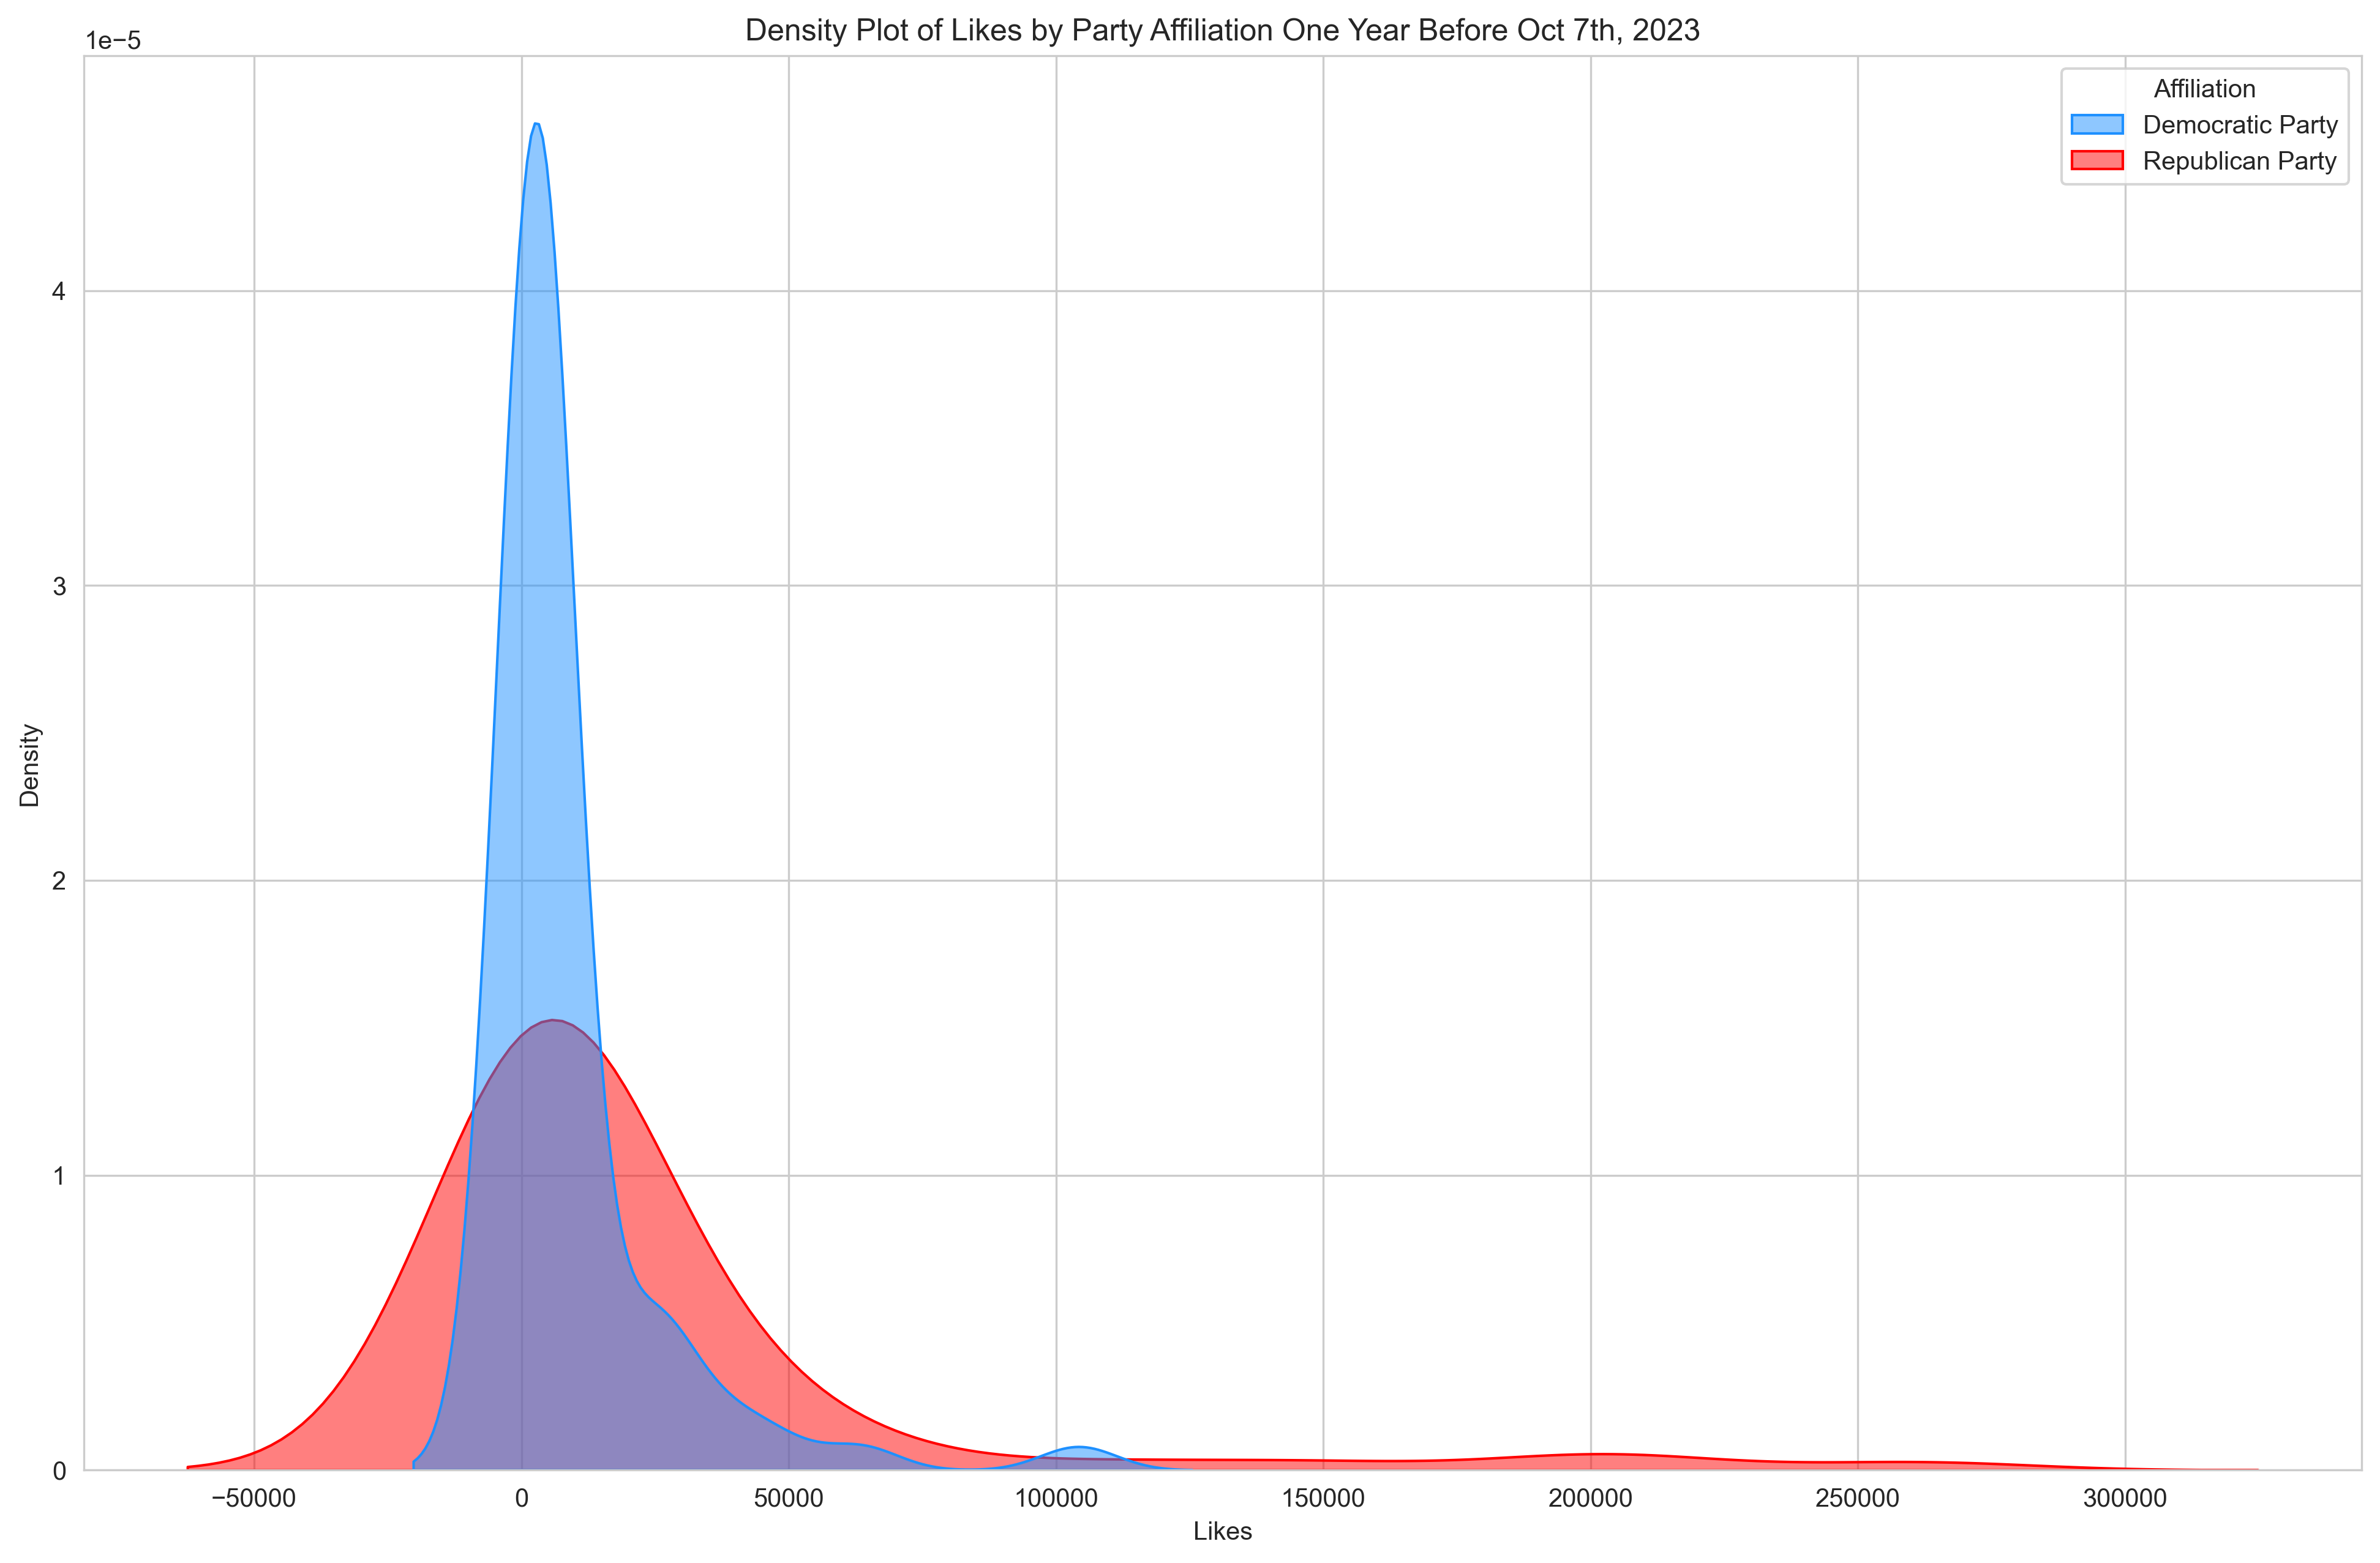 Density Plot of Likes by Party Affiliation One Year Before Oct 7th, 2023
1e−5
Affiliation
Democratic Party
Republican Party
4
3
2
1
0
Density
−50000 0 50000 100000 150000 200000 250000 300000
Likes